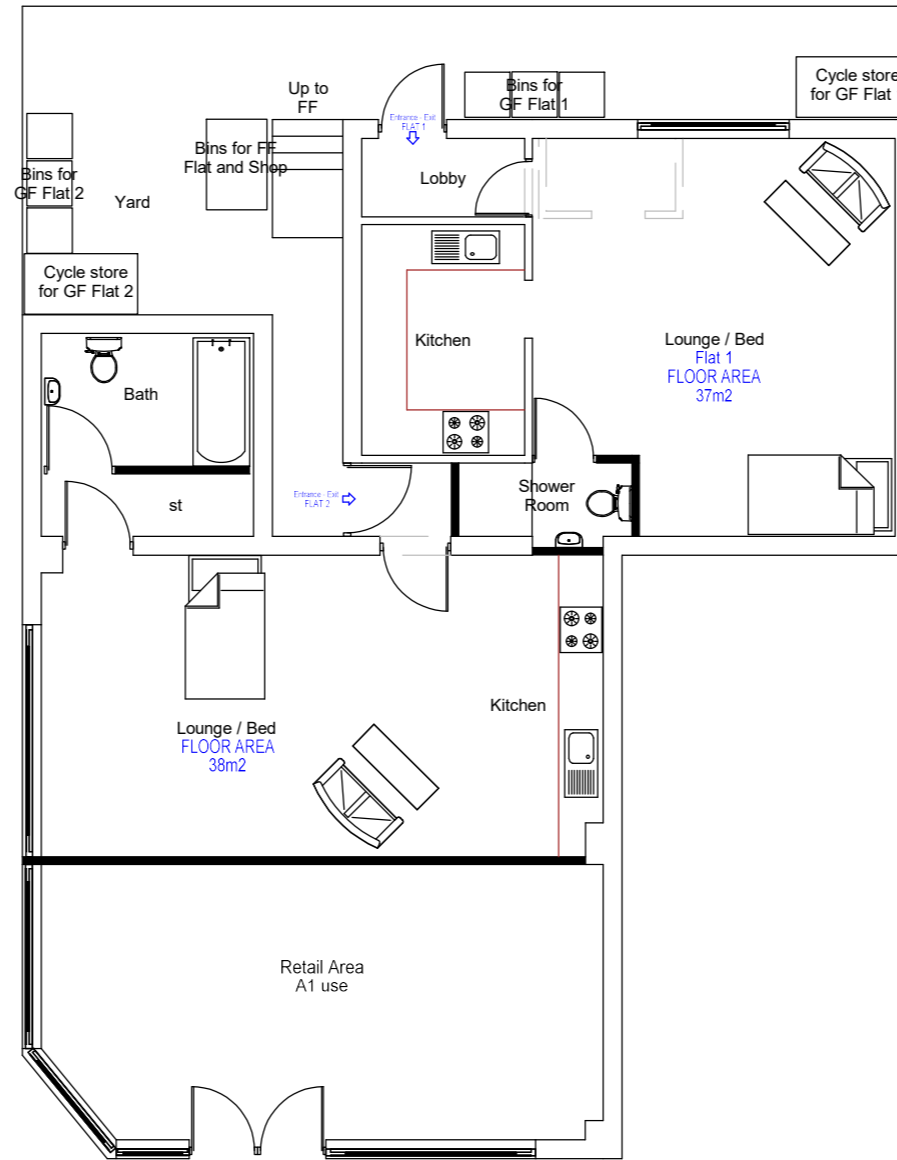 Cycle store
for GF Flat
Bins for
GF Flat 1
Up to
FF
Entrance - Exit
FLAT 1
Bins for FF
Flat and Shop
Lobby
Bins for
GF Flat 2
Yard
Cycle store
for GF Flat 2
Kitchen
Lounge / Bed
Flat 1
FLOOR AREA
37m2
Bath
Shower
Room
Entrance - Exit
FLAT 2
st
Kitchen
Lounge / Bed
FLOOR AREA
38m2
Retail Area
A1 use